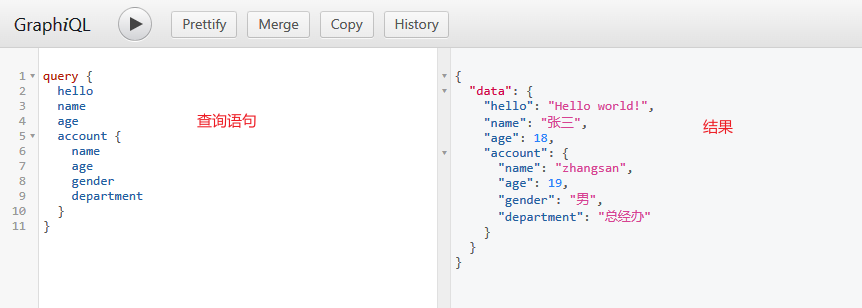 GraphiQL Prettify Merge Copy History
1 query {
2 hello
3 name
4 age
5 account {
6 name
7 age
8 gender
9 department
10 }
11 }
查询语句
{
"data": {
"hello": "Hello world!",
"name": "张三",
"age": 18,
"account": {
"name": "zhangsan",
"age": 19,
"gender": "男",
"department": "总经办"
}
}
}
结果